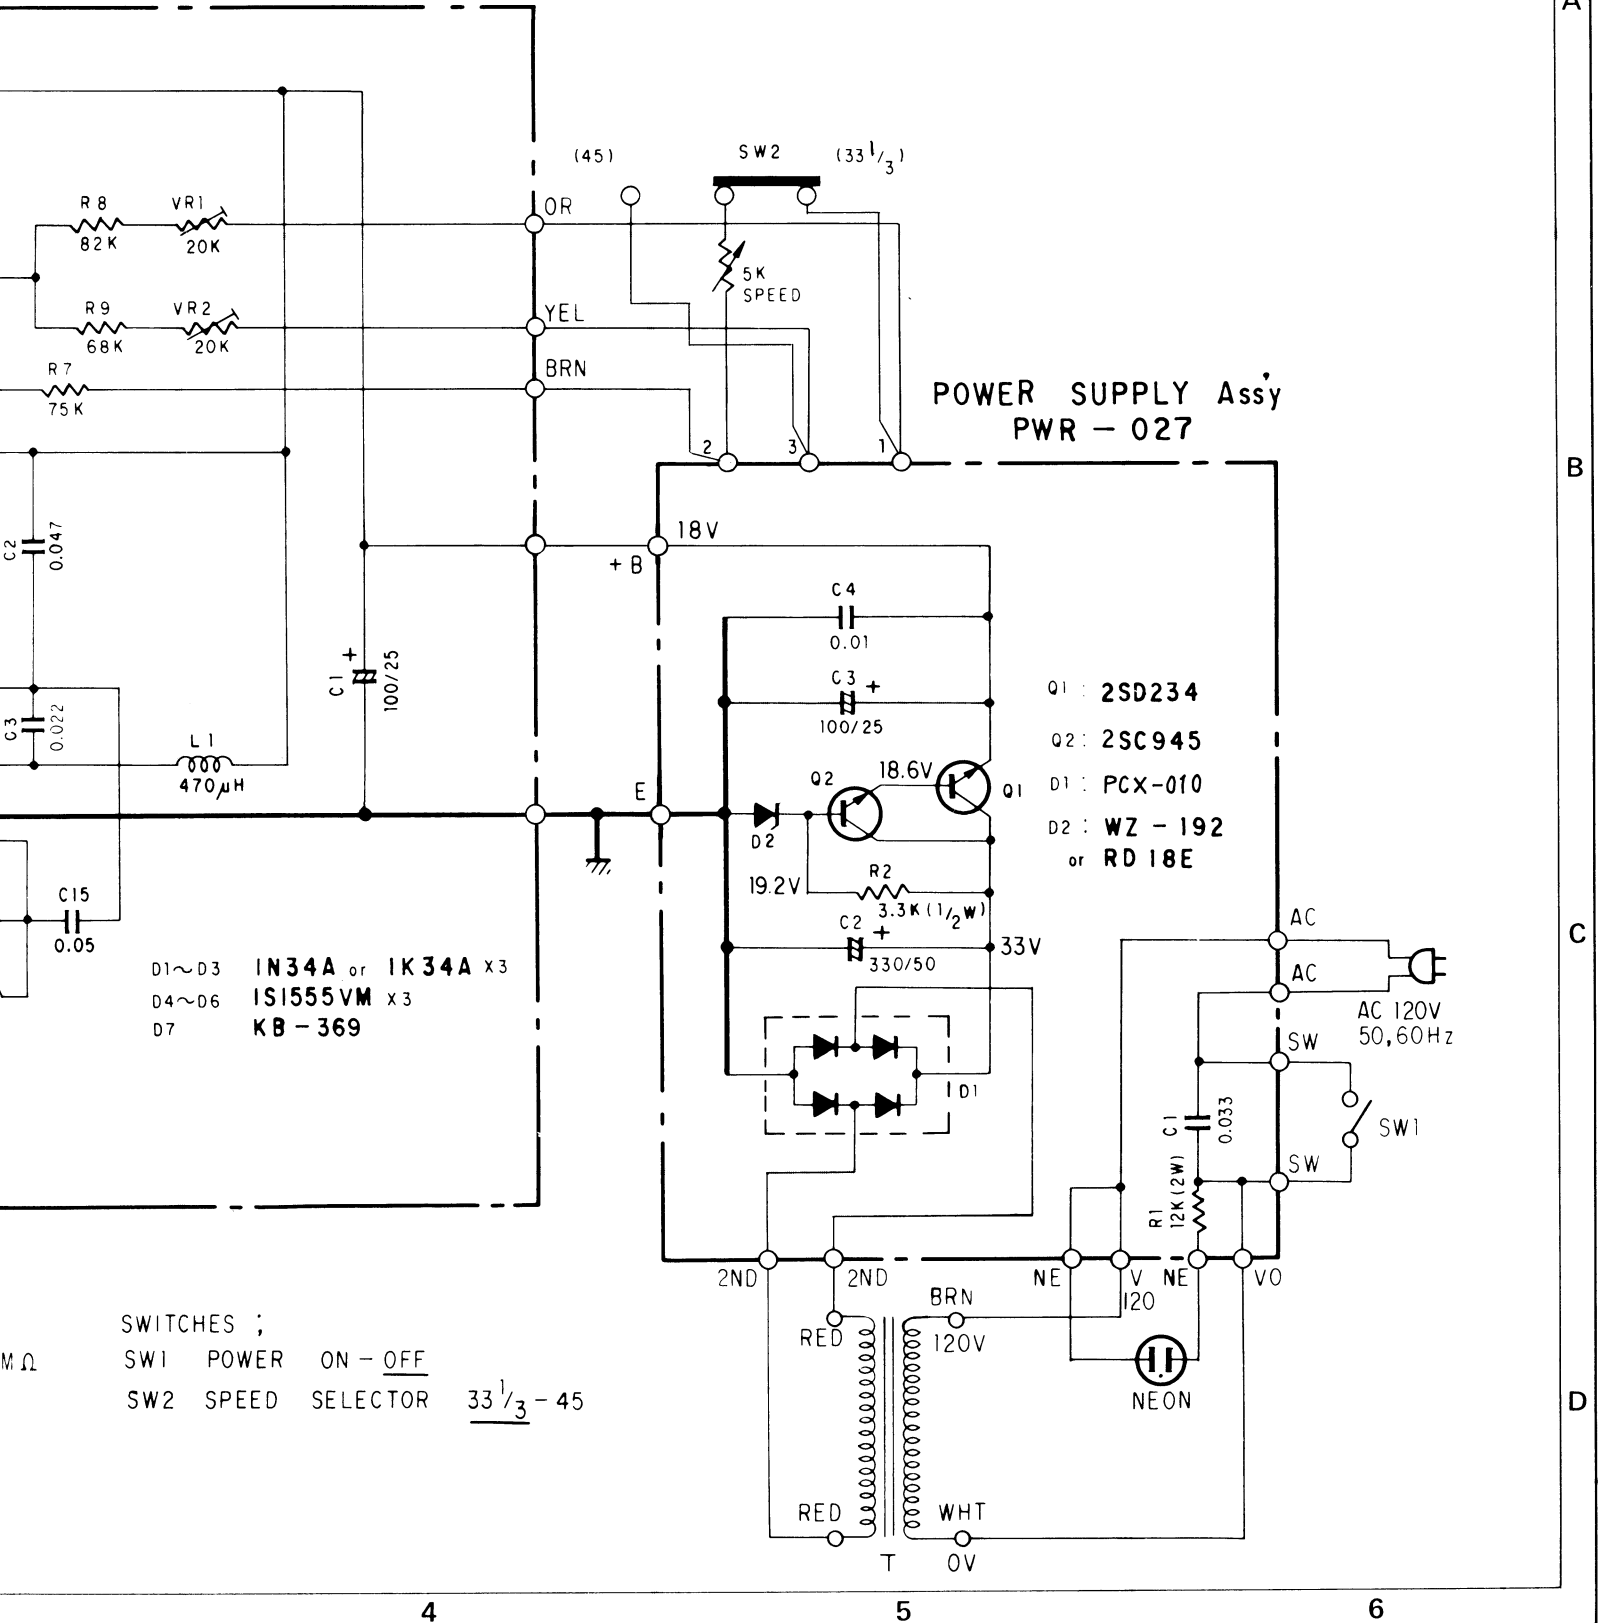 A
(45)
SW2
(33 1/3)
R8
82K
VR1
20K
OR
5K
SPEED
R9
68K
VR2
20K
YEL
R7
75K
BRN
POWER SUPPLY Ass'y
PWR - 027
2
3
1
B
18V
+B
C2
0.047
C4
0.01
C1
+
100/25
C3
+
100/25
Q1 : 2SD234
Q2 : 2SC945
D1 : PCX-010
D2 : WZ - 192
or RD 18E
C3
0.022
L1
470μH
E
Q2
18.6V
Q1
D2
19.2V
R2
3.3K (1/2W)
C2
+
330/50
33V
C15
0.05
AC
C
AC
AC 120V
50,60Hz
D1~D3 1N34A or 1K34A x3
D4~D6 1S1555VM x3
D7 KB-369
SW
D1
C1
0.033
SW1
SW
R1
12K(2W)
2ND
2ND
NE
V
120
NE
VO
SWITCHES ;
SW1 POWER ON - OFF
SW2 SPEED SELECTOR 33 1/3 - 45
MΩ
RED
BRN
120V
NEON
D
RED
WHT
T
0V
4
5
6